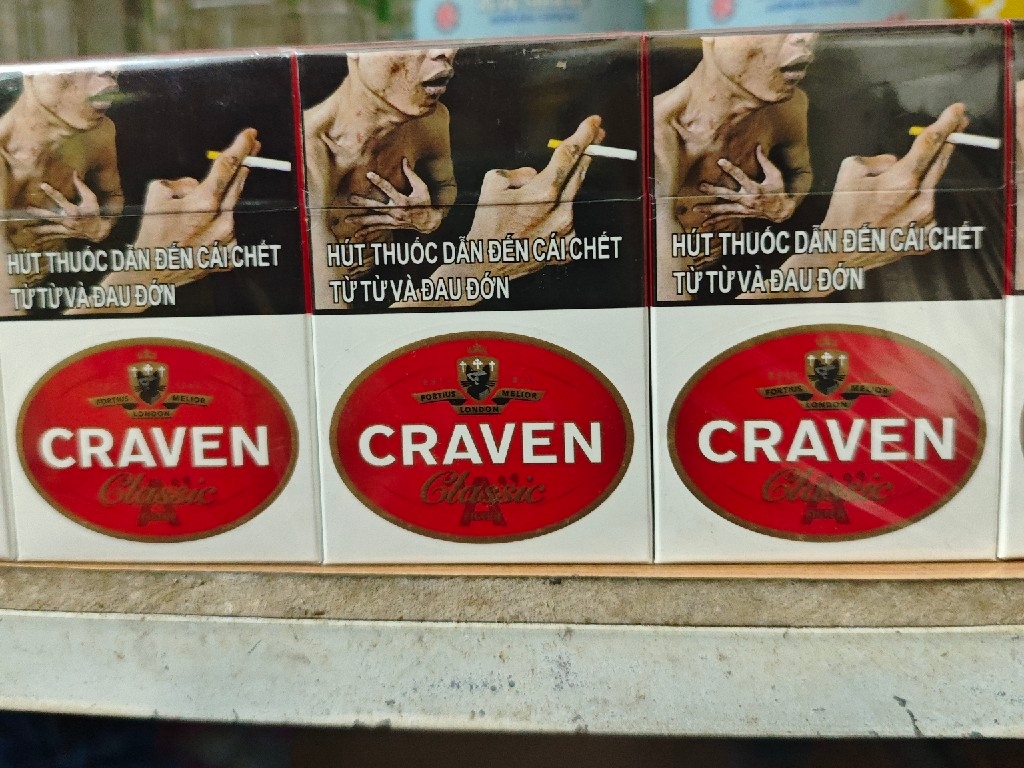 HÚT THUỐC DẪN ĐẾN CÁI CHẾT
TỪ TỪ VÀ ĐAU ĐỚN
FORTIUS MELIOR
LONDON
CRAVEN
Classic
HÚT THUỐC DẪN ĐẾN CÁI CHẾT
TỪ TỪ VÀ ĐAU ĐỚN
FORTIUS MELIOR
LONDON
CRAVEN
Classic
HÚT THUỐC DẪN ĐẾN CÁI CHẾT
TỪ TỪ VÀ ĐAU ĐỚN
FORTIUS MELIOR
LONDON
CRAVEN
Classic